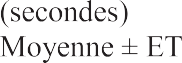 (secondes)
Moyenne ± ET